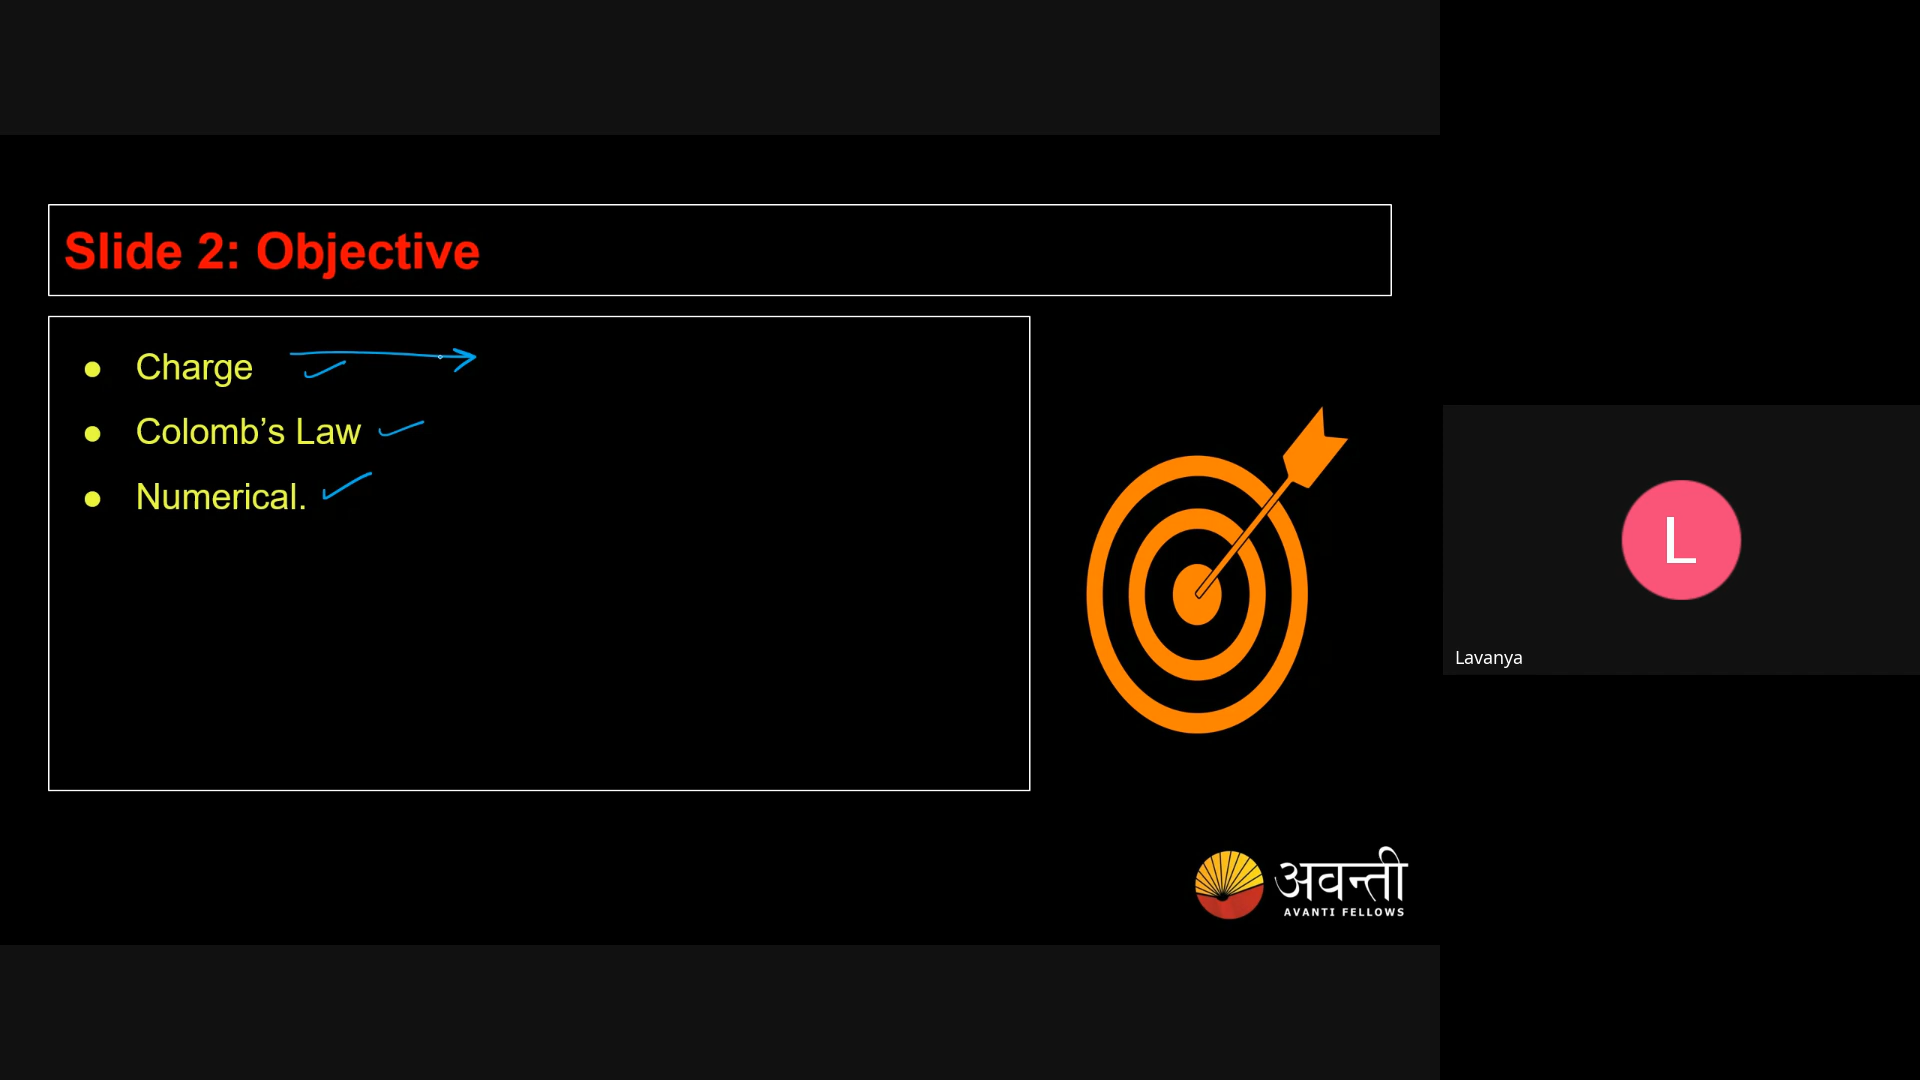 Slide 2: Objective
● Charge
● Colomb’s Law
● Numerical.
L
Lavanya
अवन्ती
AVANTI FELLOWS